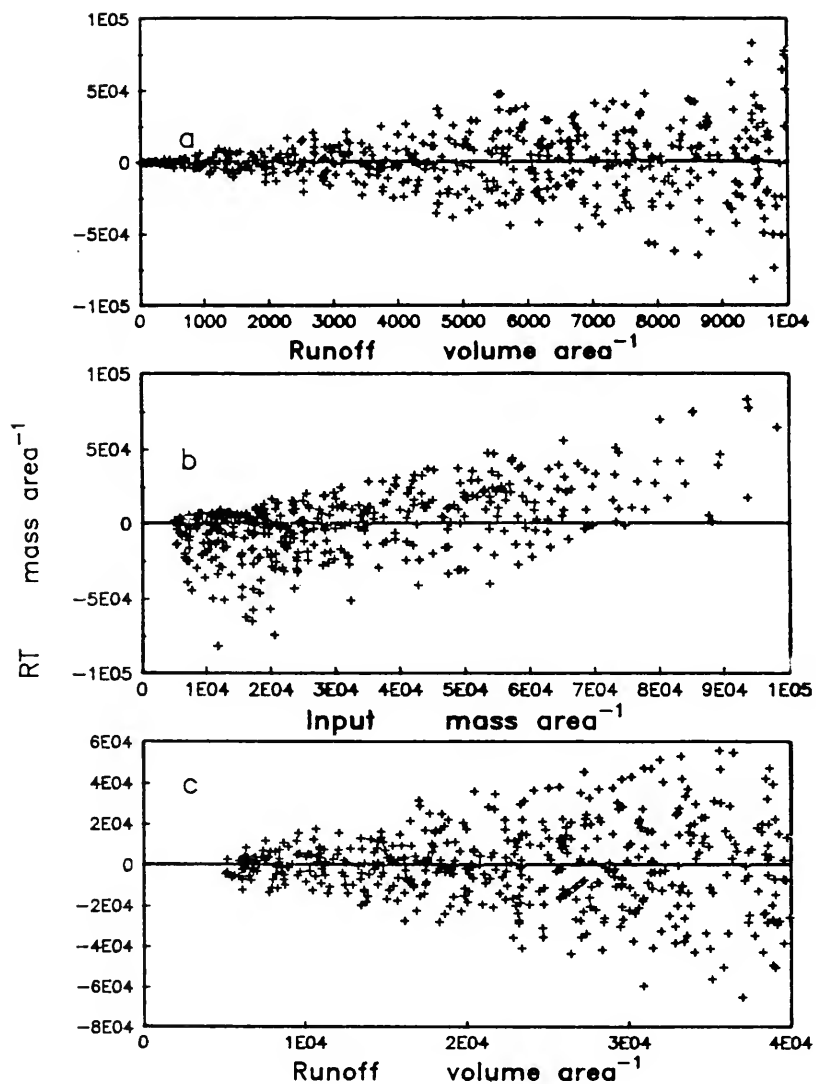 1E05
5E04
0
−5E04
−1E05
a
0 1000 2000 3000 4000 5000 6000 7000 8000 9000 1E04
Runoff volume area⁻¹
1E05
5E04
0
−5E04
−1E05
b
0 1E04 2E04 3E04 4E04 5E04 6E04 7E04 8E04 9E04 1E05
Input mass area⁻¹
RT mass area⁻¹
6E04
4E04
2E04
0
−2E04
−4E04
−6E04
−8E04
c
0 1E04 2E04 3E04 4E04
Runoff volume area⁻¹